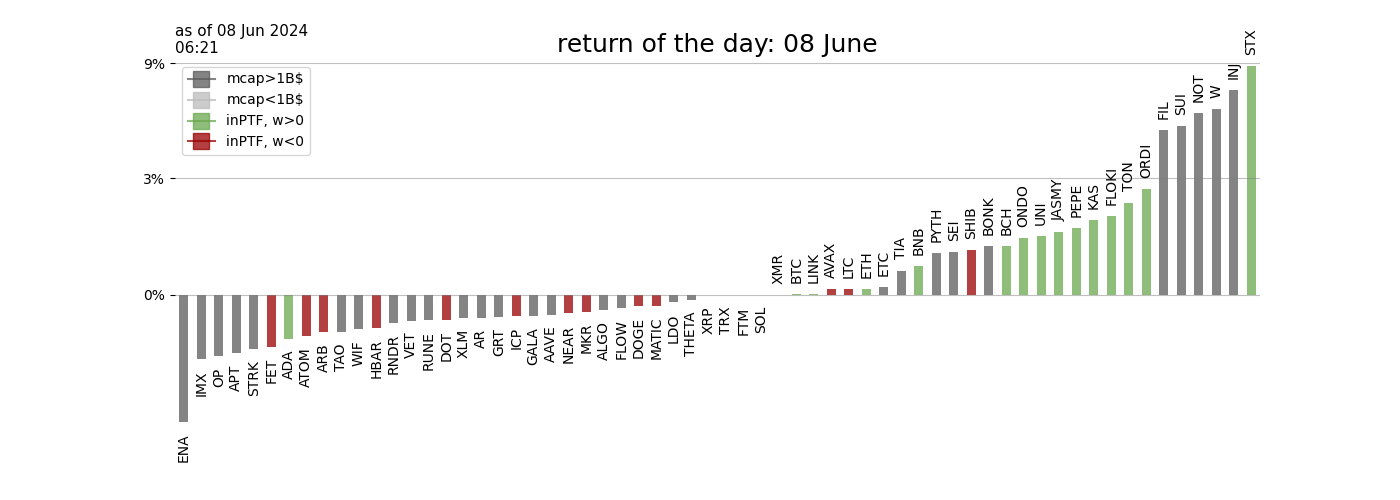 as of 08 Jun 2024
06:21
return of the day: 08 June
9%
3%
0%
mcap>1B$
mcap<1B$
inPTF, w>0
inPTF, w<0
ENA
IMX
OP
APT
STRK
FET
ADA
ATOM
ARB
TAO
WIF
HBAR
RNDR
VET
RUNE
DOT
XLM
AR
GRT
ICP
GALA
AAVE
NEAR
MKR
ALGO
FLOW
DOGE
MATIC
LDO
THETA
XRP
TRX
FTM
SOL
XMR
BTC
LINK
AVAX
LTC
ETH
ETC
TIA
BNB
PYTH
SEI
SHIB
BONK
BCH
ONDO
UNI
JASMY
PEPE
KAS
FLOKI
TON
ORDI
FIL
SUI
NOT
W
INJ
STX